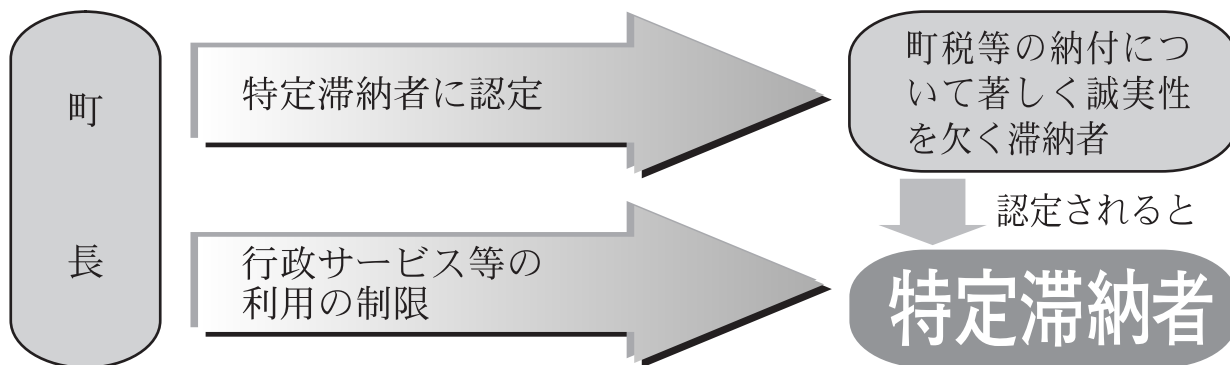 町長
特定滞納者に認定
町税等の納付につ
いて著しく誠実性
を欠く滞納者
認定されると
行政サービス等の
利用の制限
特定滞納者